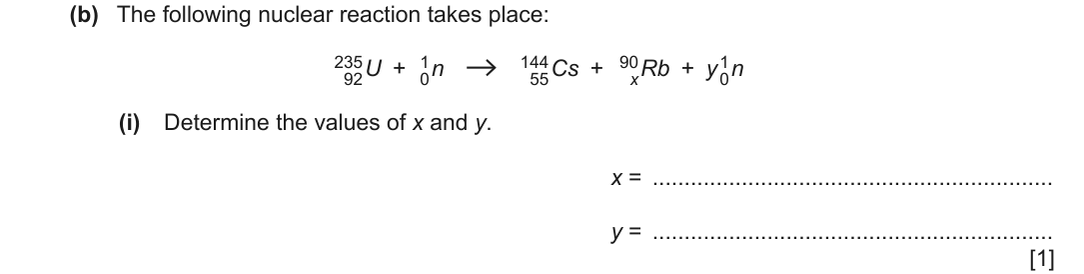 (b) The following nuclear reaction takes place:
²³⁵₉₂U + ¹₀n → ¹⁴⁴₅₅Cs + ⁹⁰ₓRb + y¹₀n
(i) Determine the values of x and y.
x = ................................................................
y = ................................................................
[1]